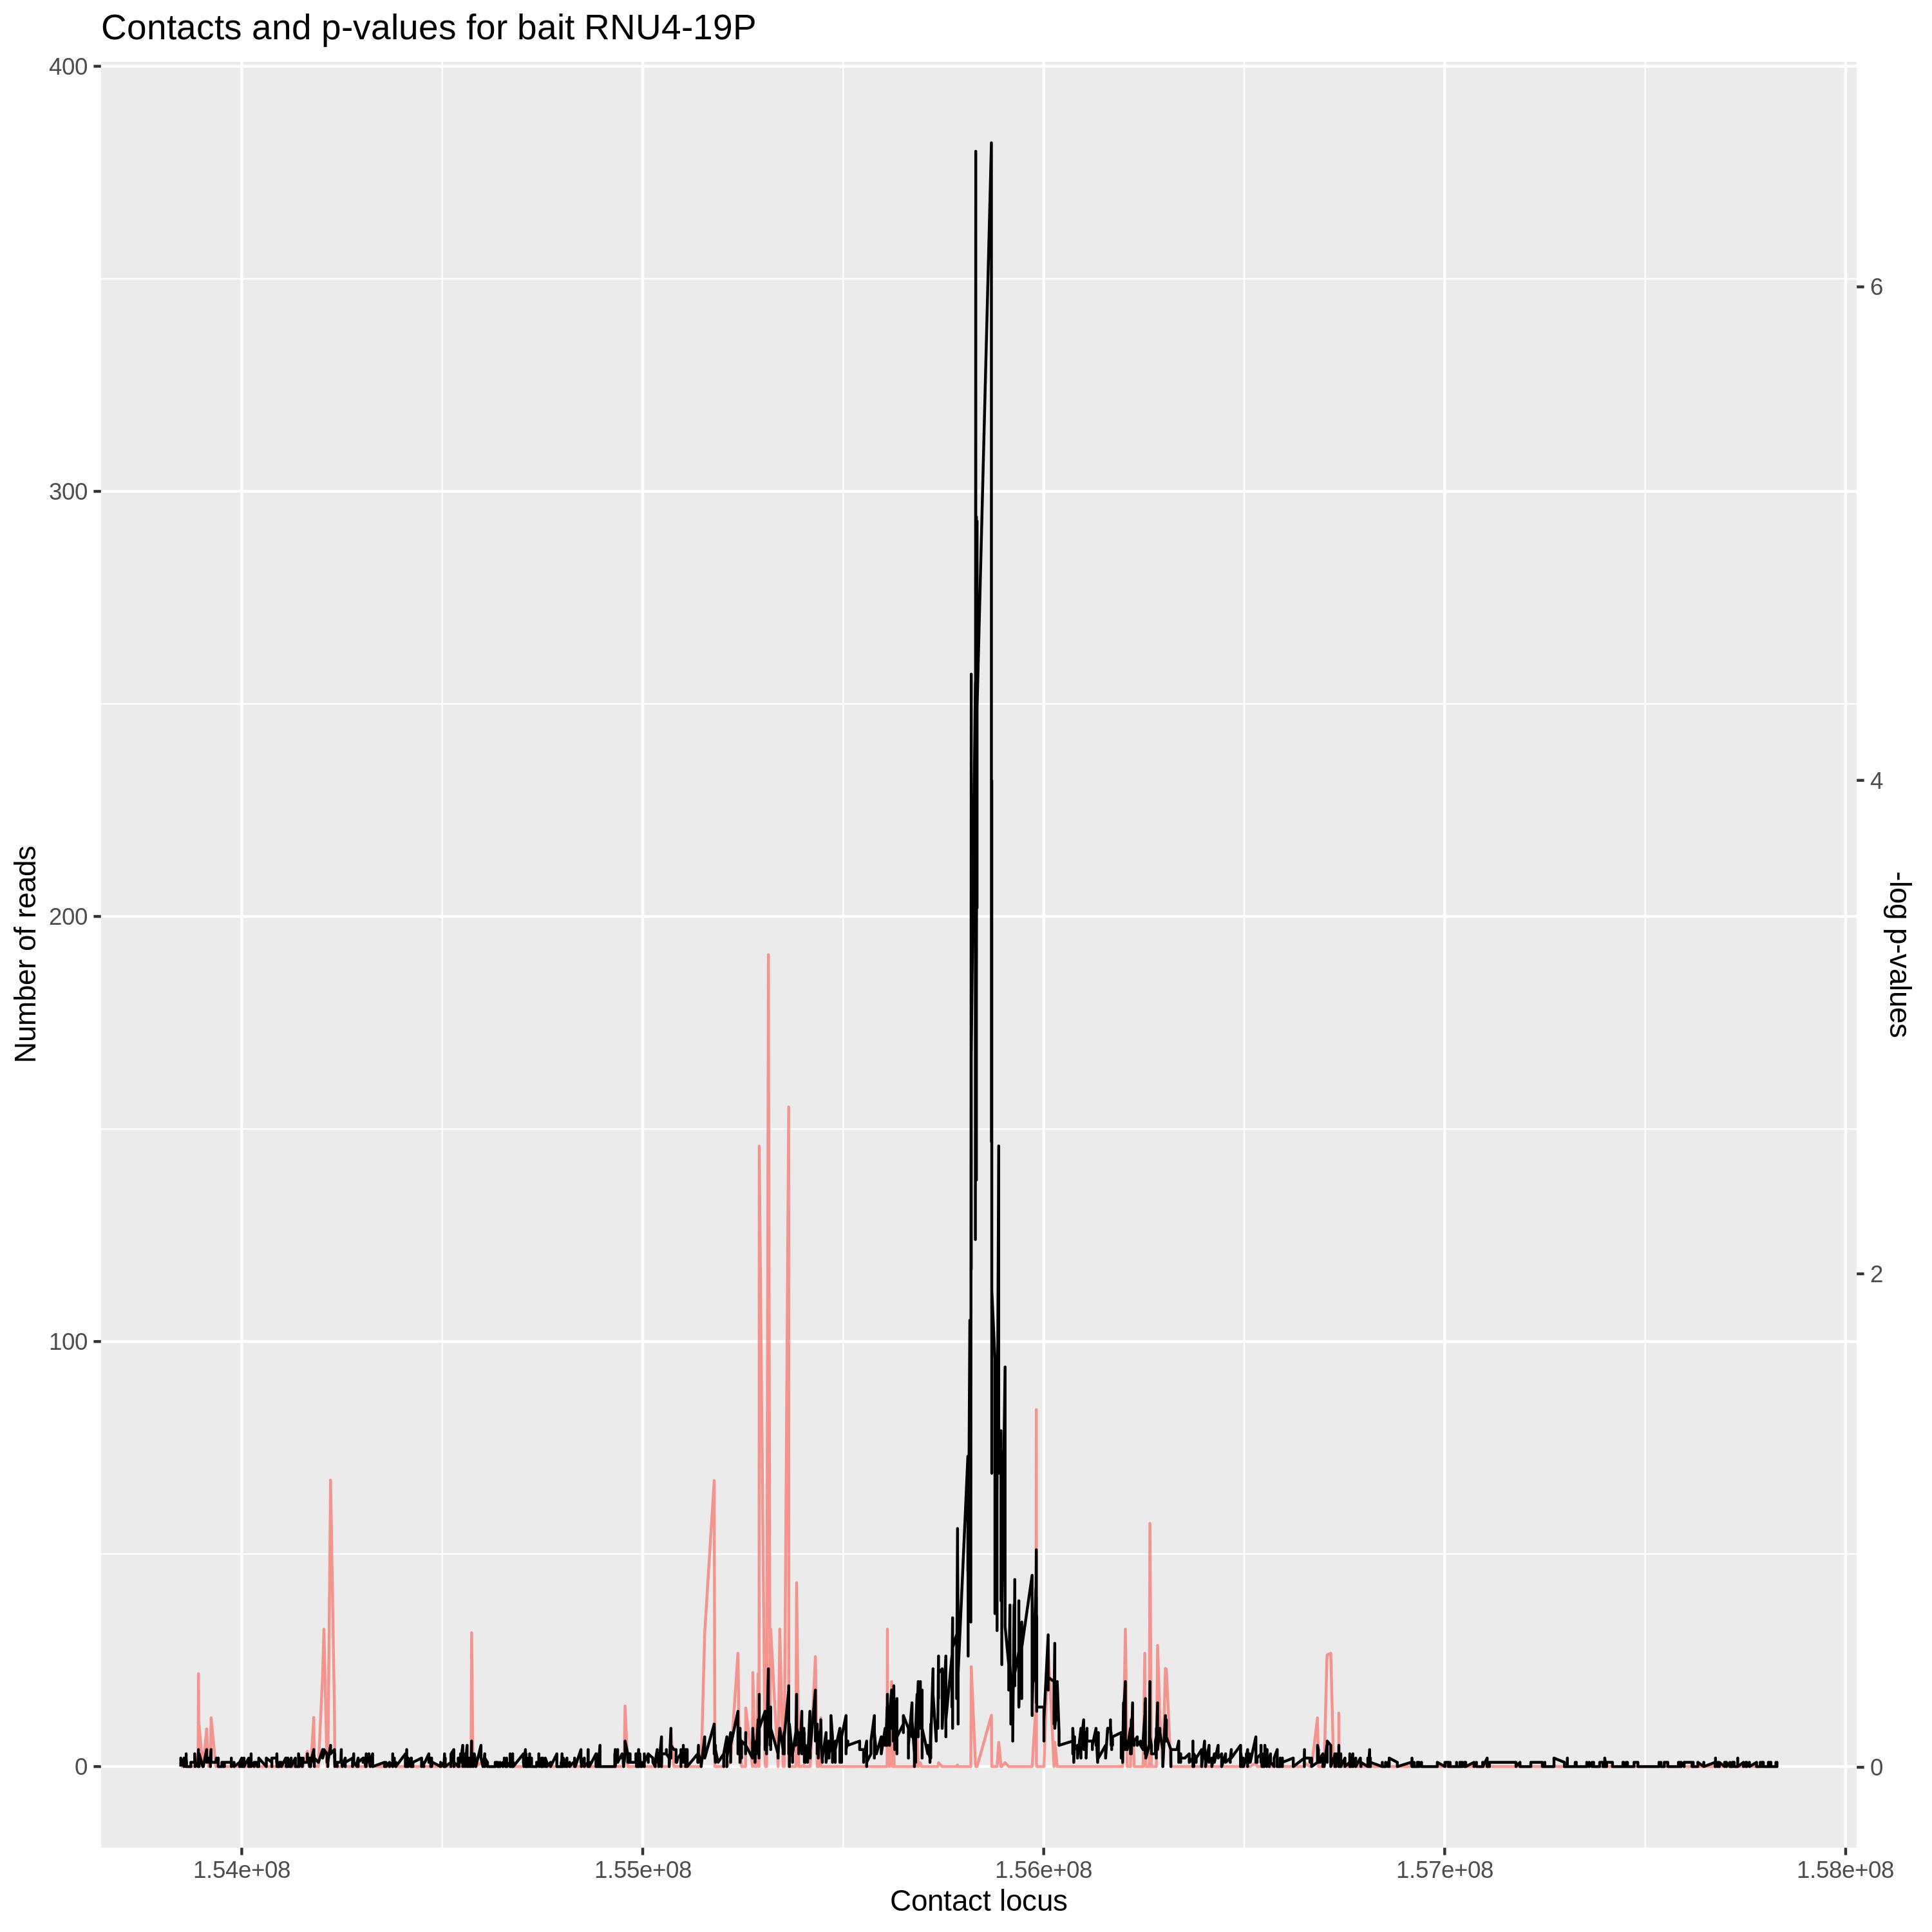 Contacts and p-values for bait RNU4-19P
400
300
200
100
0
Number of reads
6
4
2
0
-log p-values
1.54e+08
1.55e+08
1.56e+08
1.57e+08
1.58e+08
Contact locus